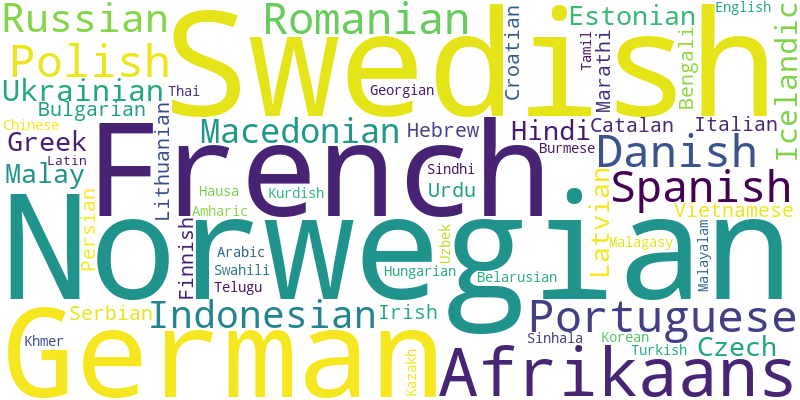 Russian
Swedish
Romanian
Croatian
Estonian
English
Tamil
Marathi
Bengali
Icelandic
Polish
Ukrainian
Thai
Georgian
Bulgarian
Chinese
Lithuanian
French
Macedonian
Hebrew
Hindi
Catalan
Italian
Greek
Latin
Burmese
Danish
Malay
Sindhi
Spanish
Persian
Hausa
Kurdish
Urdu
Latvian
Vietnamese
Amharic
Norwegian
Finnish
Arabic
Uzbek
Malagasy
Malayalam
Swahili
Hungarian
Belarusian
Telugu
Serbian
Indonesian
Irish
Portuguese
German
Khmer
Sinhala
Korean
Czech
Turkish
Kazakh
Afrikaans